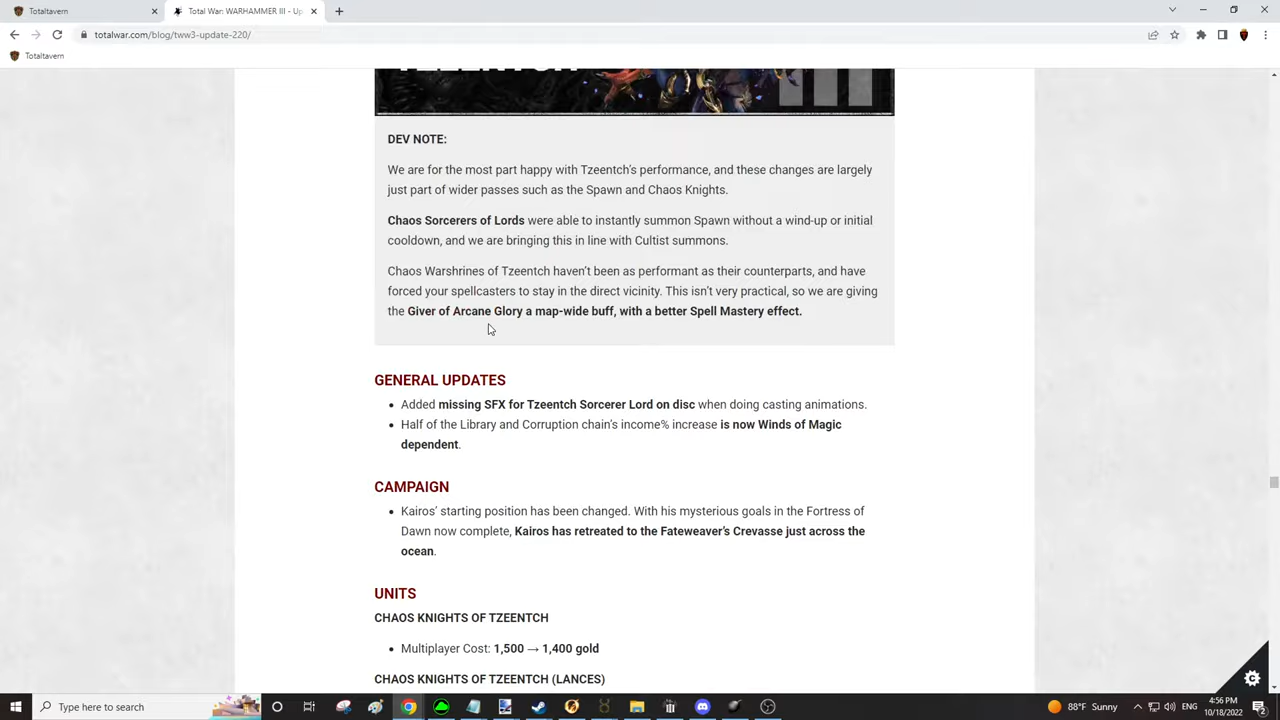 Totaltavern
Total War: WARHAMMER III - Up
totalwar.com/blog/tww3-update-220/
Totaltavern
TZEENTCH
DEV NOTE:
We are for the most part happy with Tzeentch's performance, and these changes are largely
just part of wider passes such as the Spawn and Chaos Knights.
Chaos Sorcerers of Lords were able to instantly summon Spawn without a wind-up or initial
cooldown, and we are bringing this in line with Cultist summons.
Chaos Warshrines of Tzeentch haven't been as performant as their counterparts, and have
forced your spellcasters to stay in the direct vicinity. This isn't very practical, so we are giving
the Giver of Arcane Glory a map-wide buff, with a better Spell Mastery effect.
GENERAL UPDATES
• Added missing SFX for Tzeentch Sorcerer Lord on disc when doing casting animations.
• Half of the Library and Corruption chain's income% increase is now Winds of Magic
dependent.
CAMPAIGN
• Kairos' starting position has been changed. With his mysterious goals in the Fortress of
Dawn now complete, Kairos has retreated to the Fateweaver's Crevasse just across the
ocean.
UNITS
CHAOS KNIGHTS OF TZEENTCH
• Multiplayer Cost: 1,500 → 1,400 gold
CHAOS KNIGHTS OF TZEENTCH (LANCES)
Type here to search
88°F Sunny
ENG
4:56 PM
10/18/2022
2